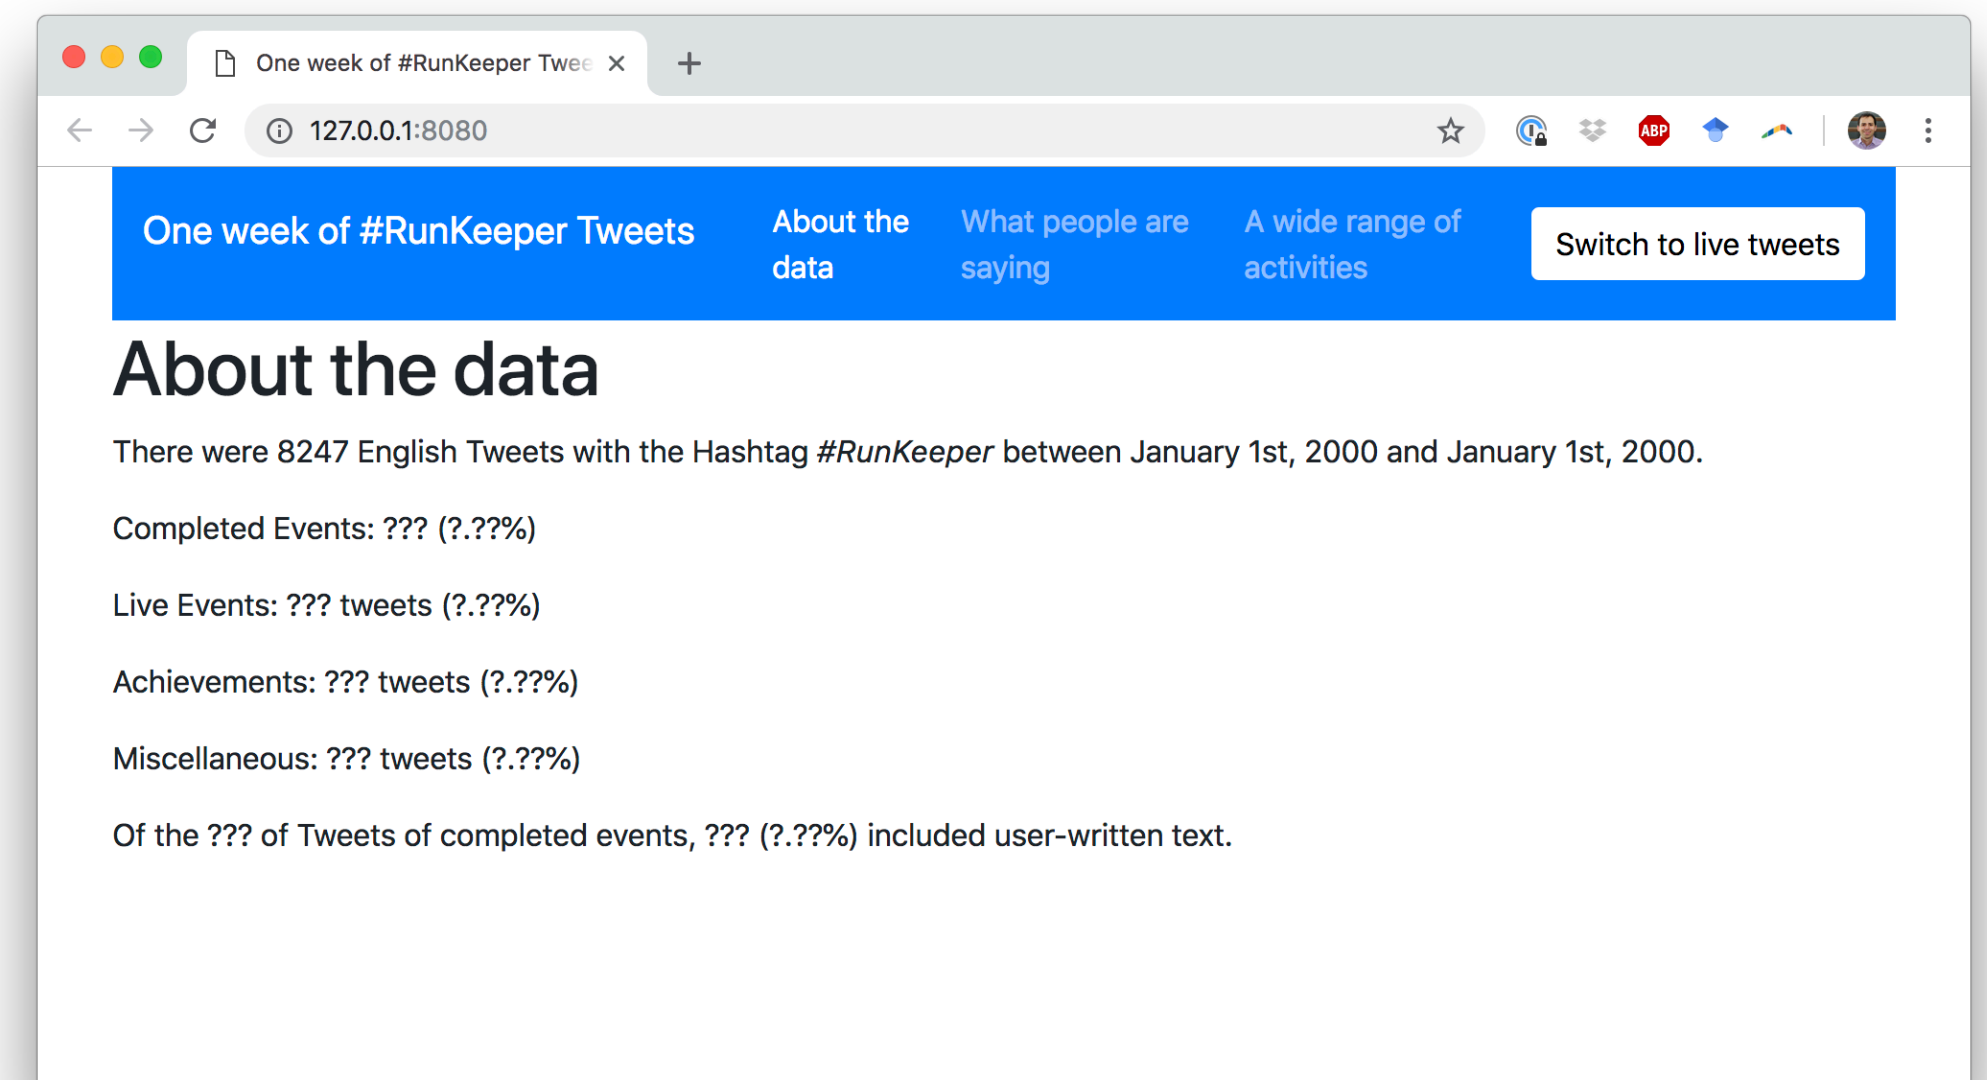 One week of #RunKeeper Twee
127.0.0.1:8080
ABP
One week of #RunKeeper Tweets
About the
data
What people are
saying
A wide range of
activities
Switch to live tweets
About the data
There were 8247 English Tweets with the Hashtag #RunKeeper between January 1st, 2000 and January 1st, 2000.
Completed Events: ??? (?.??%)
Live Events: ??? tweets (?.??%)
Achievements: ??? tweets (?.??%)
Miscellaneous: ??? tweets (?.??%)
Of the ??? of Tweets of completed events, ??? (?.??%) included user-written text.